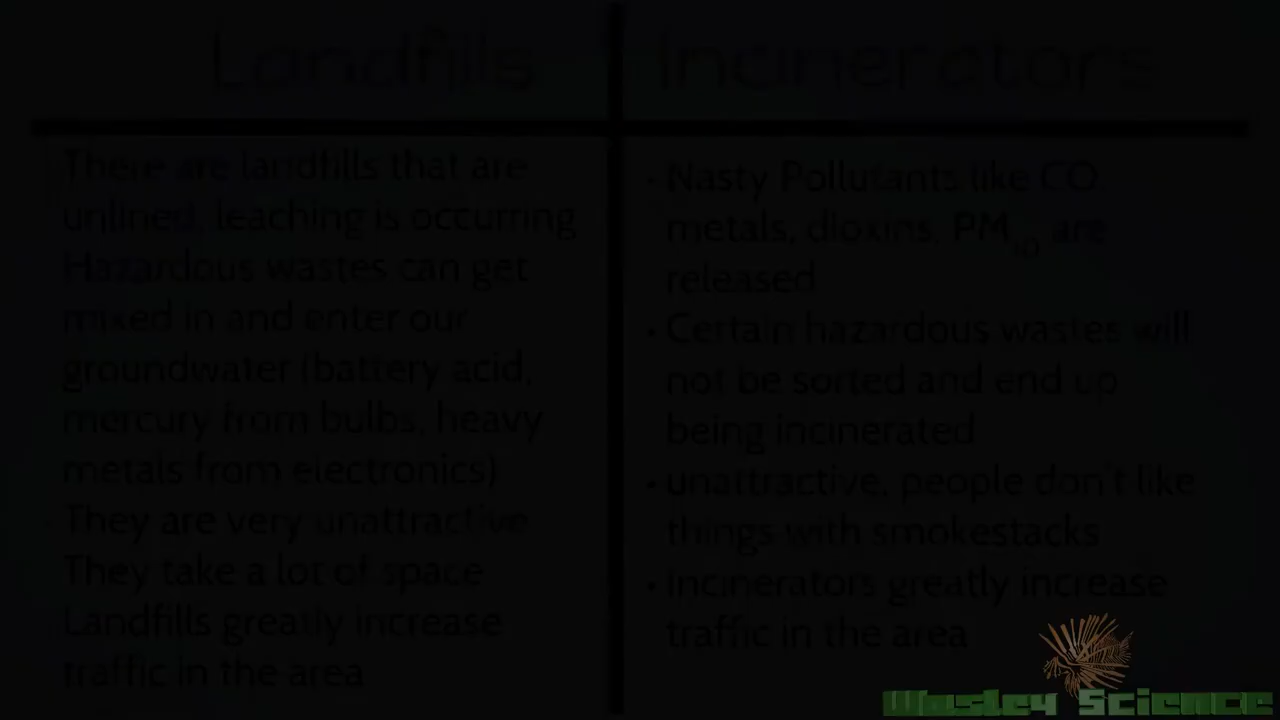 Landfills
Incinerators
There are landfills that are
unlined, leaching is occurring
Hazardous wastes can get
mixed in and enter our
groundwater (battery acid,
mercury from bulbs, heavy
metals from electronics)
They are very unattractive
They take a lot of space
Landfills greatly increase
traffic in the area
• Nasty Pollutants like CO
metals, dioxins, PM10 are
released
• Certain hazardous wastes will
not be sorted and end up
being incinerated
• unattractive, people don't like
things with smokestacks
• Incinerators greatly increase
traffic in the area
Wasley Science